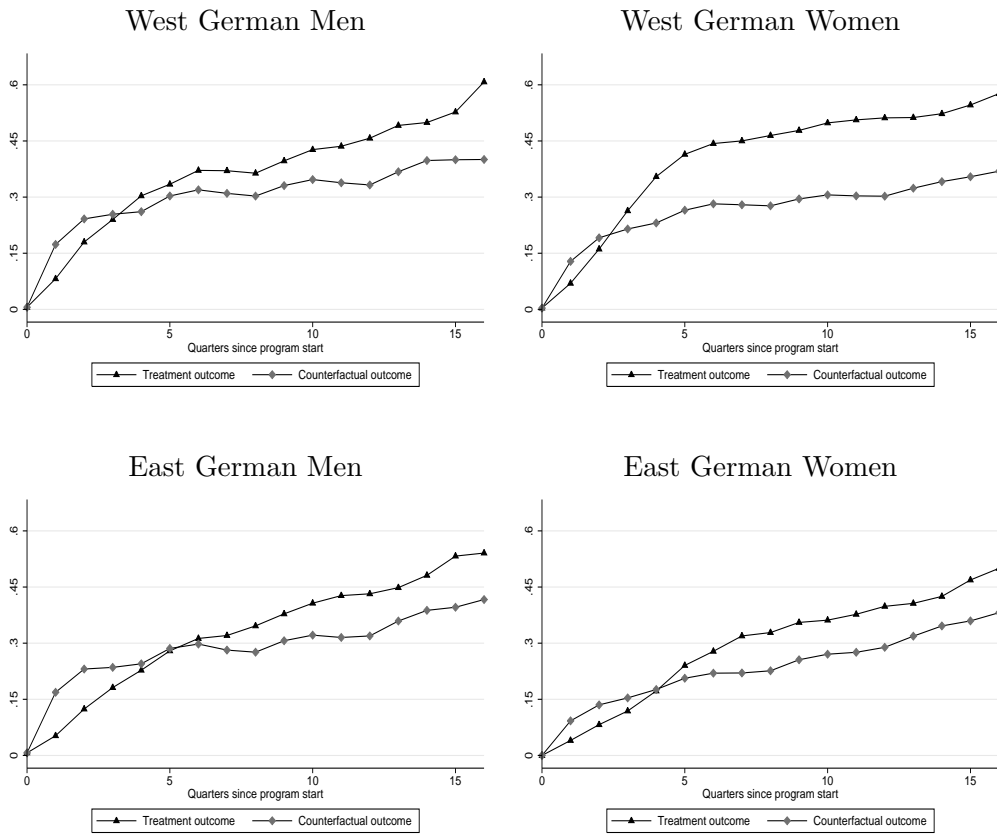 West German Men
.6
.45
.3
.15
0
0 5 10 15
Quarters since program start
Treatment outcome Counterfactual outcome
West German Women
.6
.45
.3
.15
0
0 5 10 15
Quarters since program start
Treatment outcome Counterfactual outcome
East German Men
.6
.45
.3
.15
0
0 5 10 15
Quarters since program start
Treatment outcome Counterfactual outcome
East German Women
.6
.45
.3
.15
0
0 5 10 15
Quarters since program start
Treatment outcome Counterfactual outcome